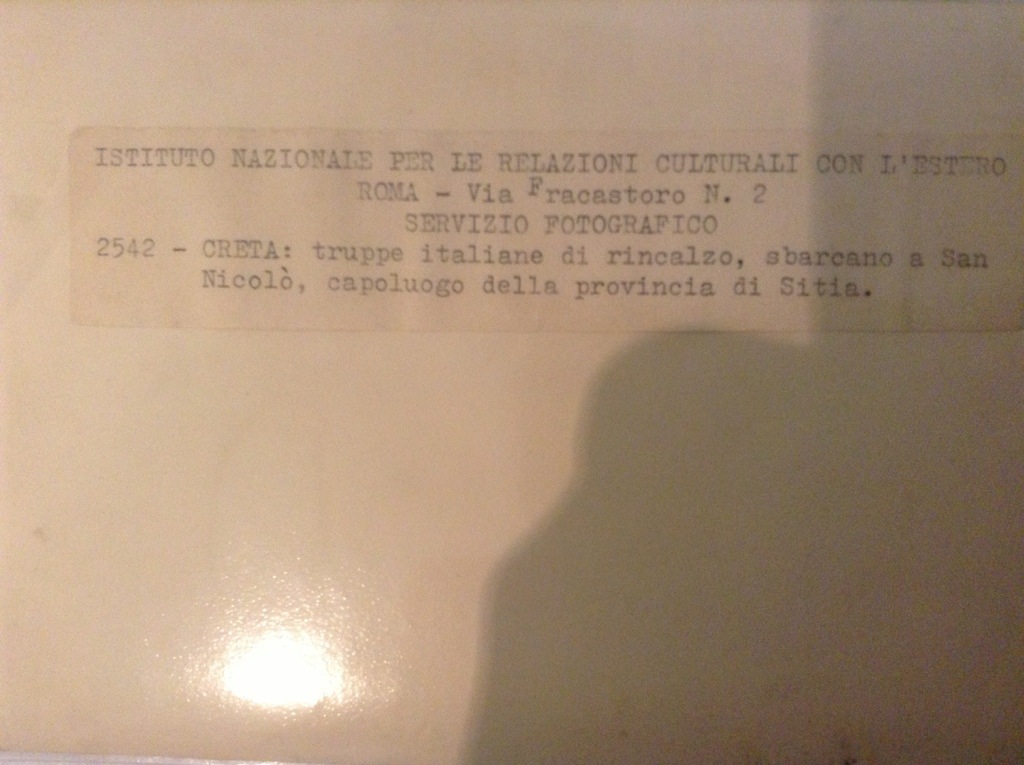 ISTITUTO NAZIONALE PER LE RELAZIONI CULTURALI CON L'ESTERO
ROMA - Via Fracastoro N. 2
SERVIZIO FOTOGRAFICO
2542 - CRETA: truppe italiane di rincalzo, sbarcano a San
Nicolò, capoluogo della provincia di Sitia.